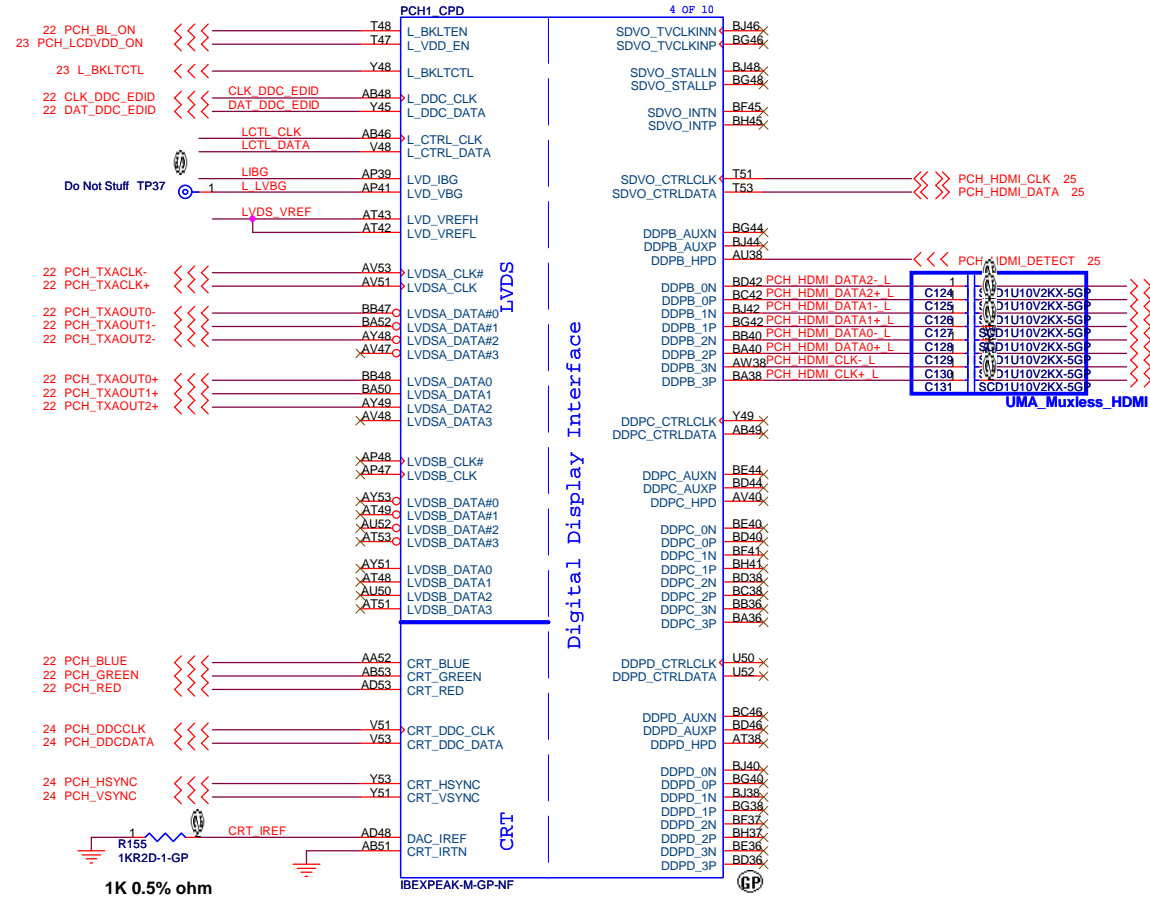 PCH1_CPD
4 OF 10
22 PCH_BL_ON T48 L_BKLTEN
23 PCH_LCDVDD_ON T47 L_VDD_EN
23 L_BKLTCTL Y48 L_BKLTCTL
22 CLK_DDC_EDID CLK_DDC_EDID AB48 L_DDC_CLK
22 DAT_DDC_EDID DAT_DDC_EDID Y45 L_DDC_DATA
LCTL_CLK AB46 L_CTRL_CLK
LCTL_DATA V48 L_CTRL_DATA
LIBG AP39 LVD_IBG
Do Not Stuff TP37 1 L_LVBG AP41 LVD_VBG
LVDS_VREF AT43 LVD_VREFH
AT42 LVD_VREFL
22 PCH_TXACLK- AV53 LVDSA_CLK#
22 PCH_TXACLK+ AV51 LVDSA_CLK
22 PCH_TXAOUT0- BB47 LVDSA_DATA#0
22 PCH_TXAOUT1- BA52 LVDSA_DATA#1
22 PCH_TXAOUT2- AY48 LVDSA_DATA#2
AV47 LVDSA_DATA#3
22 PCH_TXAOUT0+ BB48 LVDSA_DATA0
22 PCH_TXAOUT1+ BA50 LVDSA_DATA1
22 PCH_TXAOUT2+ AY49 LVDSA_DATA2
AV48 LVDSA_DATA3
AP48 LVDSB_CLK#
AP47 LVDSB_CLK
AY53 LVDSB_DATA#0
AT49 LVDSB_DATA#1
AU52 LVDSB_DATA#2
AT53 LVDSB_DATA#3
AY51 LVDSB_DATA0
AT48 LVDSB_DATA1
AU50 LVDSB_DATA2
AT51 LVDSB_DATA3
22 PCH_BLUE AA52 CRT_BLUE
22 PCH_GREEN AB53 CRT_GREEN
22 PCH_RED AD53 CRT_RED
24 PCH_DDCCLK V51 CRT_DDC_CLK
24 PCH_DDCDATA V53 CRT_DDC_DATA
24 PCH_HSYNC Y53 CRT_HSYNC
24 PCH_VSYNC Y51 CRT_VSYNC
1 CRT_IREF AD48 DAC_IREF
R155 AB51 CRT_IRTN
1KR2D-1-GP
1K 0.5% ohm
LVDS
CRT
Digital Display Interface
SDVO_TVCLKINN BJ46
SDVO_TVCLKINP BG46
SDVO_STALLN BJ48
SDVO_STALLP BG48
SDVO_INTN BF45
SDVO_INTP BH45
SDVO_CTRLCLK T51 PCH_HDMI_CLK 25
SDVO_CTRLDATA T53 PCH_HDMI_DATA 25
DDPB_AUXN BG44
DDPB_AUXP BJ44
DDPB_HPD AU38 25
DDPB_0N BD42 PCH_HDMI_DATA2-_L 1
DDPB_0P BC42 PCH_HDMI_DATA2+_L C124 SCD1U10V2KX-5GP
DDPB_1N BJ42 PCH_HDMI_DATA1-_L C125 SCD1U10V2KX-5GP
DDPB_1P BG42 PCH_HDMI_DATA1+_L C126 SCD1U10V2KX-5GP
DDPB_2N BB40 PCH_HDMI_DATA0-_L C127 SCD1U10V2KX-5GP
DDPB_2P BA40 PCH_HDMI_DATA0+_L C128 SCD1U10V2KX-5GP
DDPB_3N AW38 PCH_HDMI_CLK-_L C129 SCD1U10V2KX-5GP
DDPB_3P BA38 PCH_HDMI_CLK+_L C130 SCD1U10V2KX-5GP
C131 SCD1U10V2KX-5GP
UMA_Muxless_HDMI
DDPC_CTRLCLK Y49
DDPC_CTRLDATA AB49
DDPC_AUXN BE44
DDPC_AUXP BD44
DDPC_HPD AV40
DDPC_0N BE40
DDPC_0P BD40
DDPC_1N BF41
DDPC_1P BH41
DDPC_2N BD38
DDPC_2P BC38
DDPC_3N BB36
DDPC_3P BA36
DDPD_CTRLCLK U50
DDPD_CTRLDATA U52
DDPD_AUXN BC46
DDPD_AUXP BD46
DDPD_HPD AT38
DDPD_0N BJ40
DDPD_0P BG40
DDPD_1N BJ38
DDPD_1P BG38
DDPD_2N BF37
DDPD_2P BH37
DDPD_3N BE36
DDPD_3P BD36
IBEXPEAK-M-GP-NF
GP